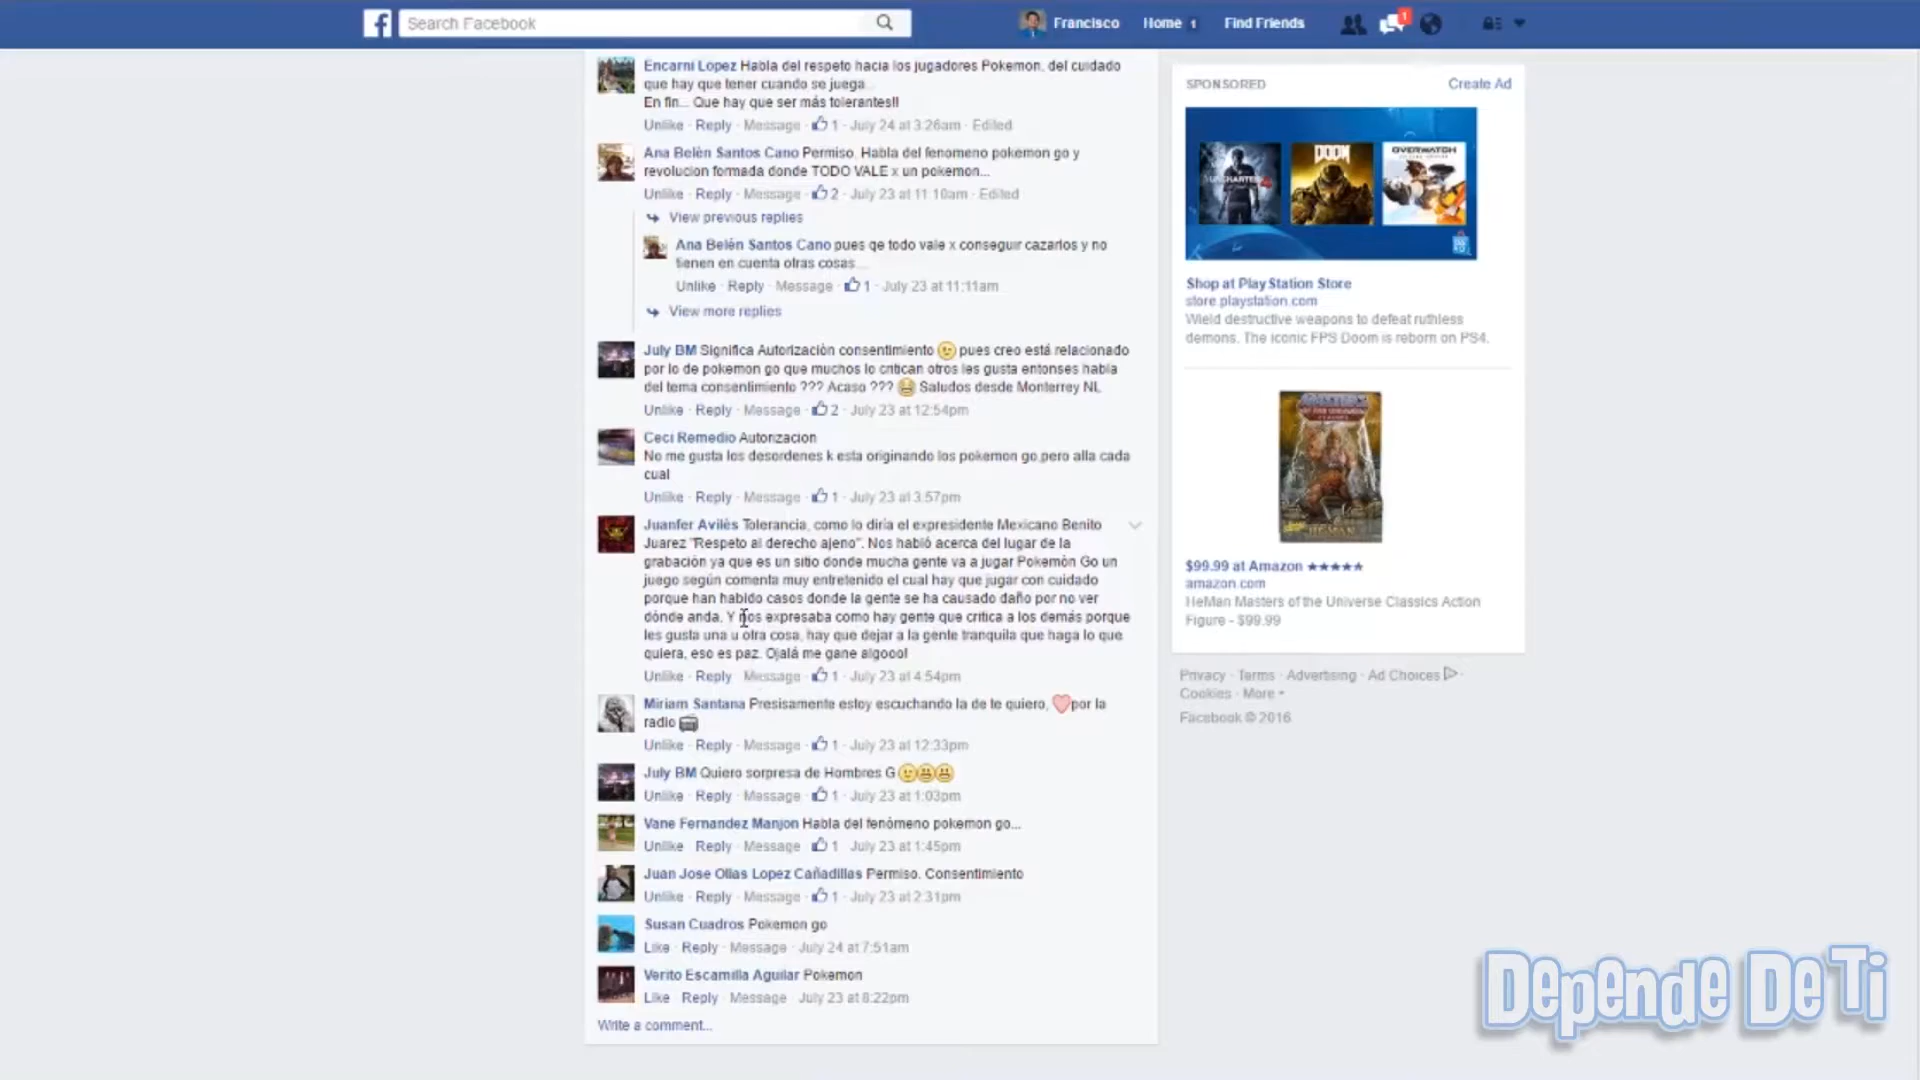 Search Facebook
Francisco Home 1 Find Friends 1
Encarni Lopez Habla del respeto hacia los jugadores Pokemon, del cuidado
que hay que tener cuando se juega...
En fin... Que hay que ser más tolerantes!!
Unlike · Reply · Message · 1 · July 24 at 3:26am · Edited
Ana Belén Santos Cano Permiso. Habla del fenomeno pokemon go y
revolucion formada donde TODO VALE x un pokemon...
Unlike · Reply · Message · 2 · July 23 at 11:10am · Edited
View previous replies
Ana Belén Santos Cano pues qe todo vale x conseguir cazarlos y no
tienen en cuenta otras cosas...
Unlike · Reply · Message · 1 · July 23 at 11:11am
View more replies
July BM Significa Autorización consentimiento 😉 pues creo está relacionado
por lo de pokemon go que muchos lo critican otros les gusta entonses habla
del tema consentimiento ??? Acaso ??? 😂 Saludos desde Monterrey NL
Unlike · Reply · Message · 2 · July 23 at 12:54pm
Ceci Remedio Autorizacion
No me gusta los desordenes k esta originando los pokemon go,pero alla cada
cual
Unlike · Reply · Message · 1 · July 23 at 3:57pm
Juanfer Avilés Tolerancia, como lo diría el expresidente Mexicano Benito
Juarez "Respeto al derecho ajeno". Nos habló acerca del lugar de la
grabación ya que es un sitio donde mucha gente va a jugar Pokemón Go un
juego según comenta muy entretenido el cual hay que jugar con cuidado
porque han habido casos donde la gente se ha causado daño por no ver
dónde anda. Y nos expresaba como hay gente que critica a los demás porque
les gusta una u otra cosa, hay que dejar a la gente tranquila que haga lo que
quiera, eso es paz. Ojalá me gane algooo!
Unlike · Reply · Message · 1 · July 23 at 4:54pm
Miriam Santana Presisamente estoy escuchando la de te quiero, ❤por la
radio 📻
Unlike · Reply · Message · 1 · July 23 at 12:33pm
July BM Quiero sorpresa de Hombres G 😉😂😂
Unlike · Reply · Message · 1 · July 23 at 1:03pm
Vane Fernandez Manjon Habla del fenómeno pokemon go...
Unlike · Reply · Message · 1 · July 23 at 1:45pm
Juan Jose Olias Lopez Cañadillas Permiso. Consentimiento
Unlike · Reply · Message · 1 · July 23 at 2:31pm
Susan Cuadros Pokemon go
Like · Reply · Message · July 24 at 7:51am
Verito Escamilla Aguilar Pokemon
Like · Reply · Message · July 23 at 8:22pm
Write a comment...
SPONSORED Create Ad
UNCHARTED 4 DOOM OVERWATCH
Shop at PlayStation Store
store.playstation.com
Wield destructive weapons to defeat ruthless
demons. The iconic FPS Doom is reborn on PS4.
$99.99 at Amazon ★★★★★
amazon.com
HeMan Masters of the Universe Classics Action
Figure - $99.99
Privacy · Terms · Advertising · Ad Choices ·
Cookies · More
Facebook © 2016
Depende De Ti